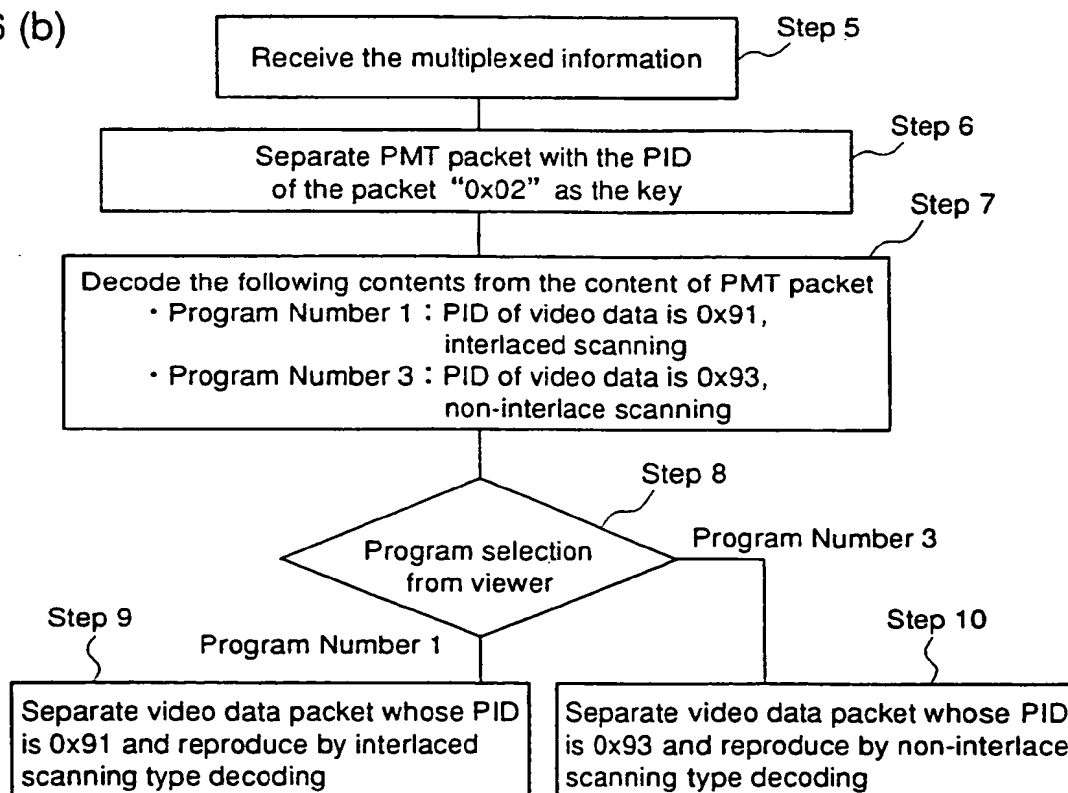 (b)
Step 5
Receive the multiplexed information
Step 6
Separate PMT packet with the PID
of the packet “0x02” as the key
Step 7
Decode the following contents from the content of PMT packet
・Program Number 1 : PID of video data is 0x91,
interlaced scanning
・Program Number 3 : PID of video data is 0x93,
non-interlace scanning
Step 8
Program selection
from viewer
Program Number 3
Step 9
Program Number 1
Step 10
Separate video data packet whose PID
is 0x91 and reproduce by interlaced
scanning type decoding
Separate video data packet whose PID
is 0x93 and reproduce by non-interlace
scanning type decoding